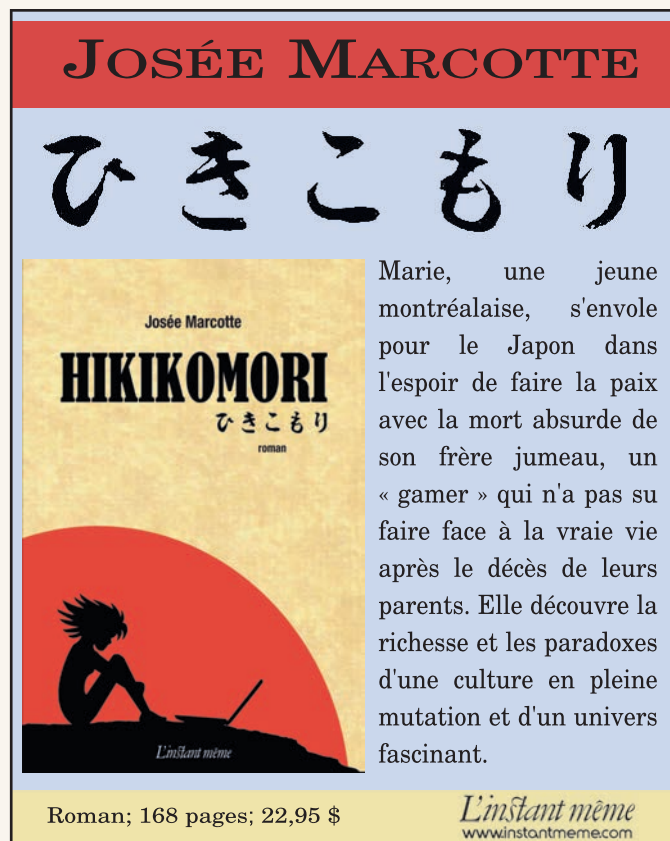 JOSÉE MARCOTTE
ひきこもり
Josée Marcotte
HIKIKOMORI
ひきこもり
roman
L'instant même
Marie, une jeune
montréalaise, s'envole
pour le Japon dans
l'espoir de faire la paix
avec la mort absurde de
son frère jumeau, un
« gamer » qui n'a pas su
faire face à la vraie vie
après le décès de leurs
parents. Elle découvre la
richesse et les paradoxes
d'une culture en pleine
mutation et d'un univers
fascinant.
Roman; 168 pages; 22,95 $
L'instant même
www.instantmeme.com